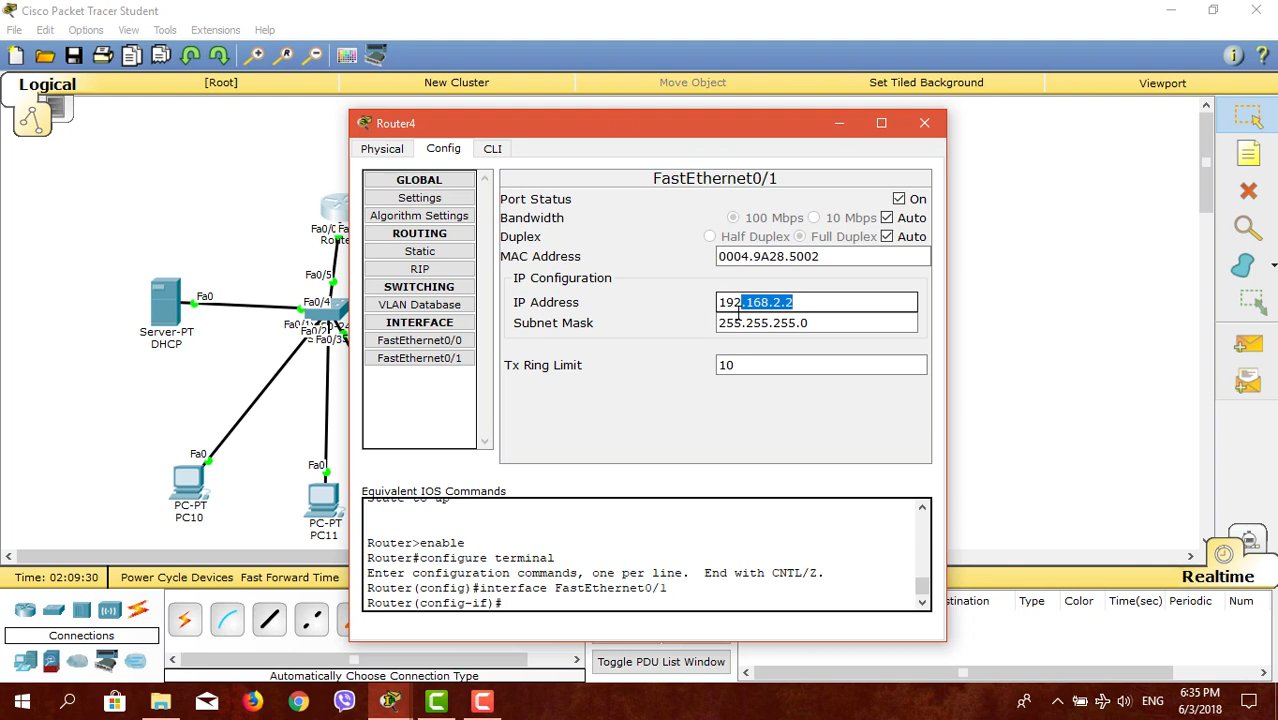 Cisco Packet Tracer Student
File Edit Options View Tools Extensions Help
Logical [Root] New Cluster Move Object Set Tiled Background Viewport
Router4
Physical Config CLI
GLOBAL
Settings
Algorithm Settings
ROUTING
Static
RIP
SWITCHING
VLAN Database
INTERFACE
FastEthernet0/0
FastEthernet0/1
FastEthernet0/1
Port Status On
Bandwidth 100 Mbps 10 Mbps Auto
Duplex Half Duplex Full Duplex Auto
MAC Address 0004.9A28.5002
IP Configuration
IP Address 192.168.2.2
Subnet Mask 255.255.255.0
Tx Ring Limit 10
Equivalent IOS Commands
state to up
Router>enable
Router#configure terminal
Enter configuration commands, one per line. End with CNTL/Z.
Router(config)#interface FastEthernet0/1
Router(config-if)#
Fa0/5
Fa0/4
Fa0
Server-PT
DHCP
Fa0
PC-PT
PC10
Fa0
PC-PT
PC11
Time: 02:09:30 Power Cycle Devices Fast Forward Time Realtime
Connections
Automatically Choose Connection Type
Toggle PDU List Window
Type Color Time(sec) Periodic Num
ENG
6:35 PM
6/3/2018